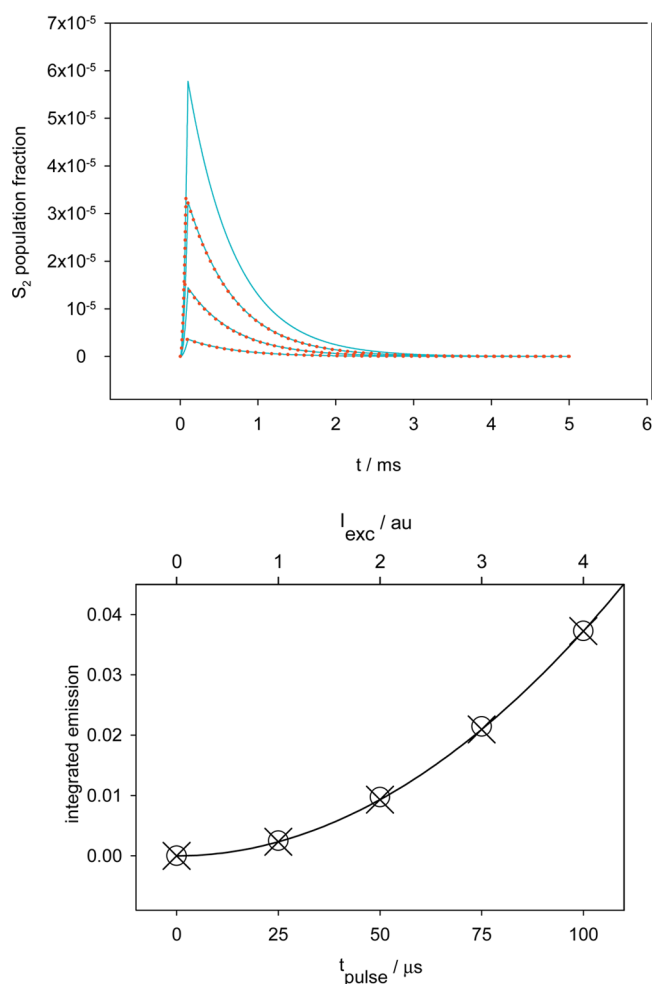 7x10⁻⁵
6x10⁻⁵
5x10⁻⁵
4x10⁻⁵
3x10⁻⁵
2x10⁻⁵
10⁻⁵
0
S₂ population fraction
0 1 2 3 4 5 6
t / ms
I_exc / au
0 1 2 3 4
0.04
0.03
0.02
0.01
0.00
integrated emission
0 25 50 75 100
t_pulse / µs